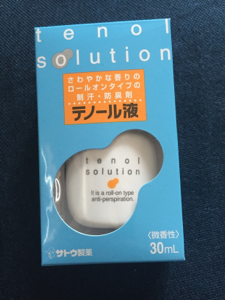 tenol
solution
さわやかな香りの
ロールオンタイプの
制汗・防臭剤
テノール液
tenol
solution
It is a roll-on type
anti-perspiration.
〈微香性〉
サトウ製薬
30mL